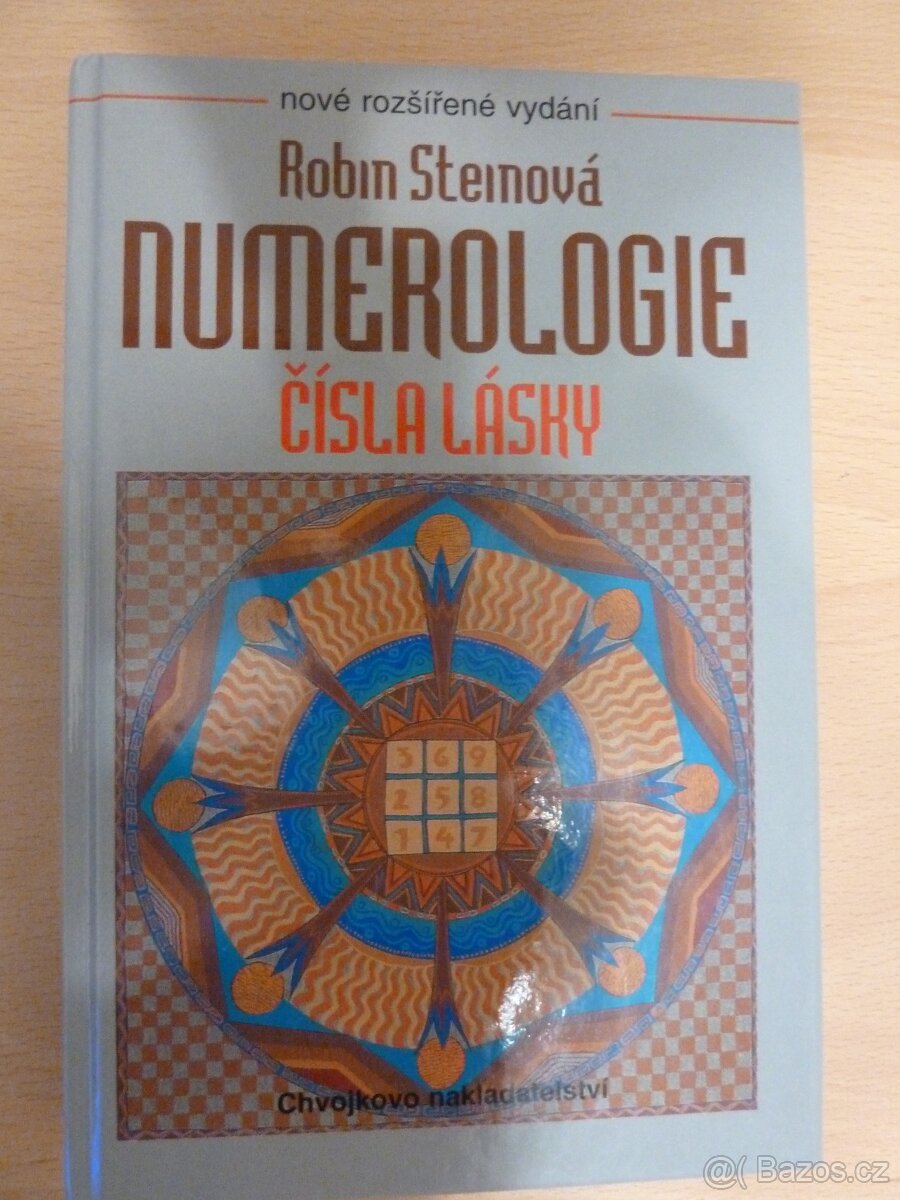 nové rozšířené vydání
Robin Steinová
NUMEROLOGIE
ČÍSLA LÁSKY
3 6 9
2 5 8
1 4 7
Chvojkovo nakladatelství
@( Bazos.cz